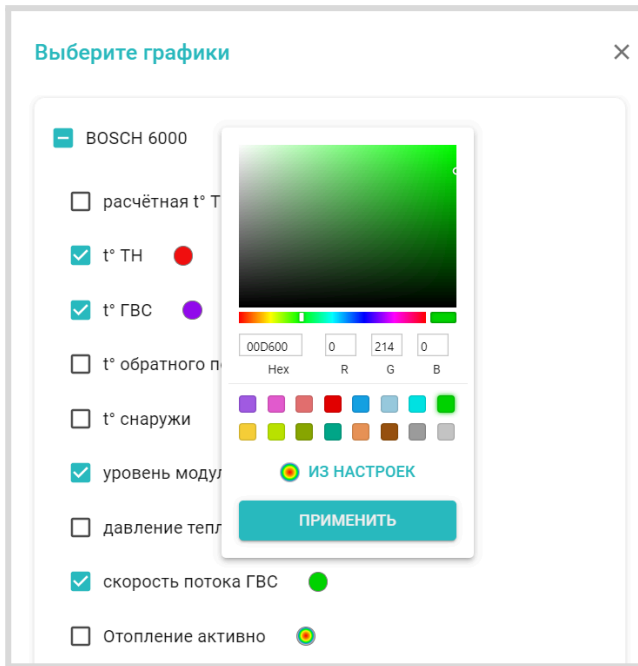 Выберите графики
BOSCH 6000
расчётная t° Т
t° ТН
t° ГВС
00D600 0 214 0
Hex R G B
t° обратного п
t° снаружи
ИЗ НАСТРОЕК
уровень модул
ПРИМЕНИТЬ
давление тепл
скорость потока ГВС
Отопление активно